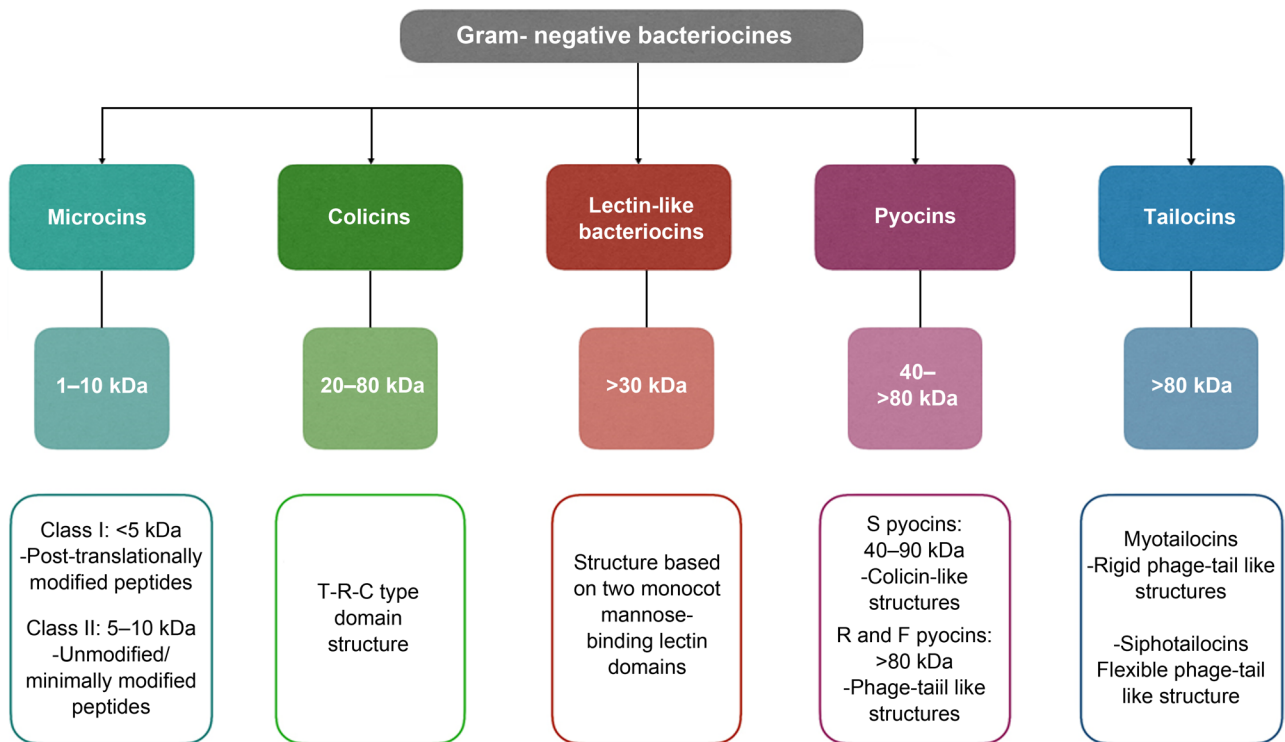 Gram- negative bacteriocines
Microcins
Colicins
Lectin-like
bacteriocins
Pyocins
Tailocins
1–10 kDa
20–80 kDa
>30 kDa
40–
>80 kDa
>80 kDa
Class I: <5 kDa
-Post-translationally
modified peptides
Class II: 5–10 kDa
-Unmodified/
minimally modified
peptides
T-R-C type
domain
structure
Structure based
on two monocot
mannose-
binding lectin
domains
S pyocins:
40–90 kDa
-Colicin-like
structures
R and F pyocins:
>80 kDa
-Phage-taiil like
structures
Myotailocins
-Rigid phage-tail like
structures
-Siphotailocins
Flexible phage-tail
like structure